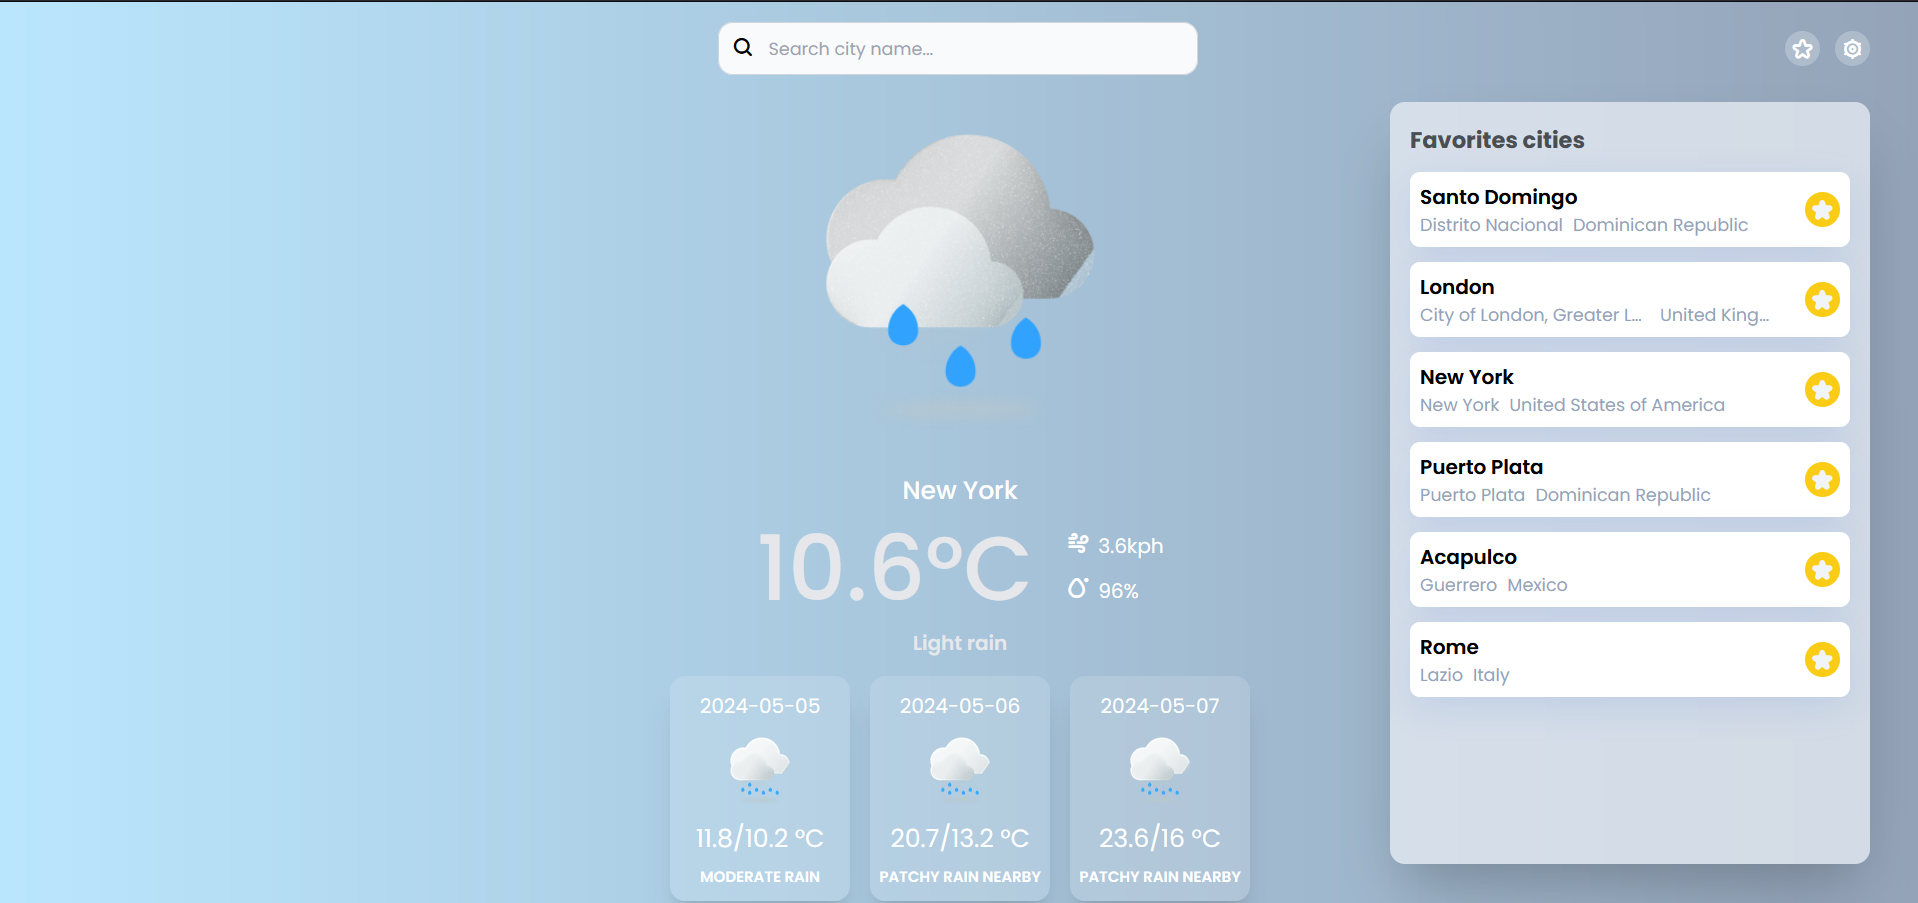 Search city name...
Favorites cities
Santo Domingo
Distrito Nacional Dominican Republic
London
City of London, Greater L... United King...
New York
New York United States of America
Puerto Plata
Puerto Plata Dominican Republic
Acapulco
Guerrero Mexico
Rome
Lazio Italy
New York
10.6°C
3.6kph
96%
Light rain
2024-05-05
11.8/10.2 °C
MODERATE RAIN
2024-05-06
20.7/13.2 °C
PATCHY RAIN NEARBY
2024-05-07
23.6/16 °C
PATCHY RAIN NEARBY